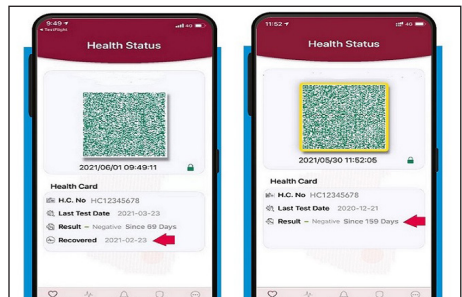 9:49
4G
TestFlight
Health Status
2021/06/01 09:49:11
Health Card
H.C. No HC12345678
Last Test Date 2021-03-23
Result – Negative Since 69 Days
Recovered 2021-02-23
11:52
4G
Health Status
2021/05/30 11:52:05
Health Card
H.C. No HC12345678
Last Test Date 2020-12-21
Result – Negative Since 159 Days